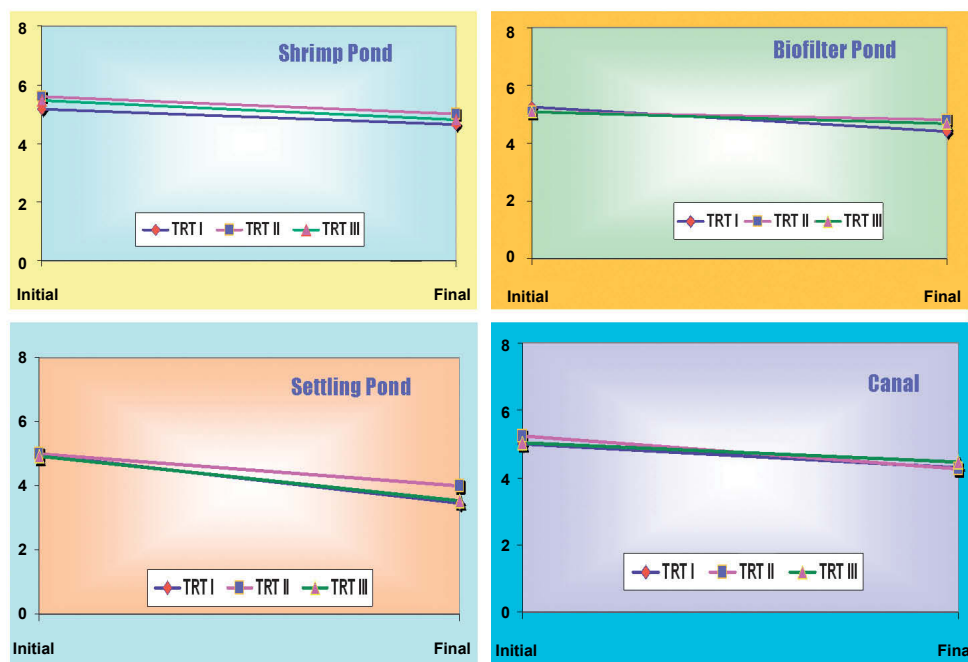 Shrimp Pond
8
6
4
2
0
TRT I TRT II TRT III
Initial Final
Biofilter Pond
8
6
4
2
0
TRT I TRT II TRT III
Initial Final
Settling Pond
8
6
4
2
0
TRT I TRT II TRT III
Initial Final
Canal
8
6
4
2
0
TRT I TRT II TRT III
Initial Final